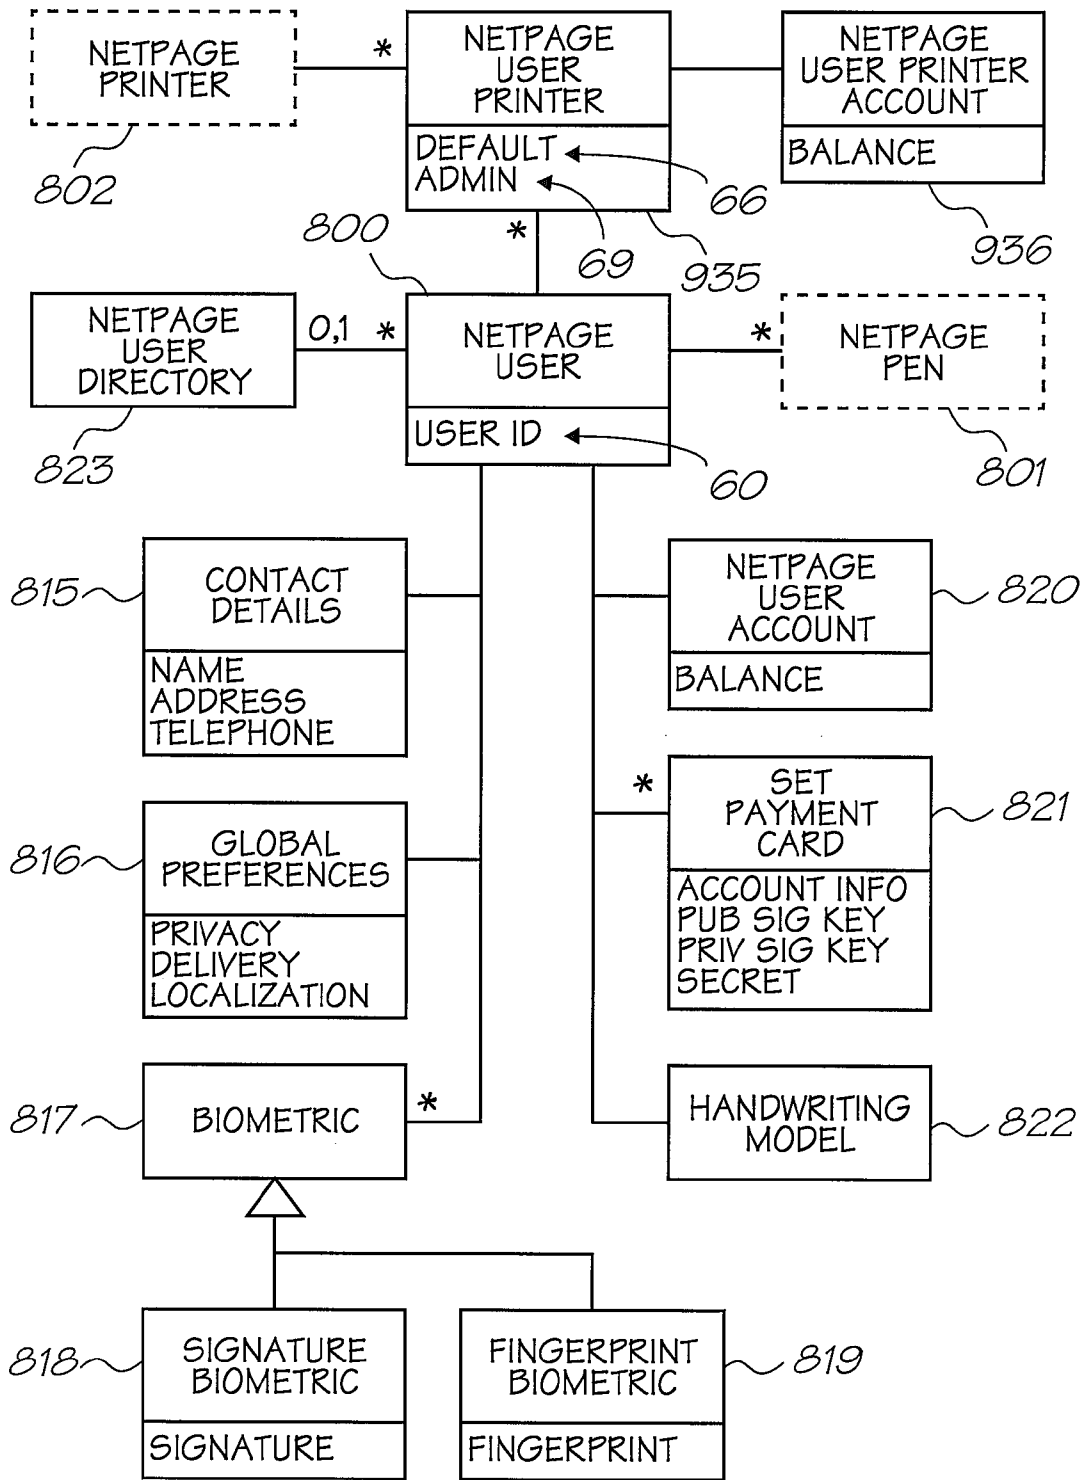 NETPAGE
PRINTER
802
*
NETPAGE
USER
PRINTER
DEFAULT
ADMIN
66
69
935
*
NETPAGE
USER PRINTER
ACCOUNT
BALANCE
936
800
NETPAGE
USER
DIRECTORY
823
0,1 *
NETPAGE
USER
USER ID
60
*
NETPAGE
PEN
801
815
CONTACT
DETAILS
NAME
ADDRESS
TELEPHONE
NETPAGE
USER
ACCOUNT
BALANCE
820
816
GLOBAL
PREFERENCES
PRIVACY
DELIVERY
LOCALIZATION
*
SET
PAYMENT
CARD
ACCOUNT INFO
PUB SIG KEY
PRIV SIG KEY
SECRET
821
817
BIOMETRIC
*
HANDWRITING
MODEL
822
818
SIGNATURE
BIOMETRIC
SIGNATURE
FINGERPRINT
BIOMETRIC
FINGERPRINT
819